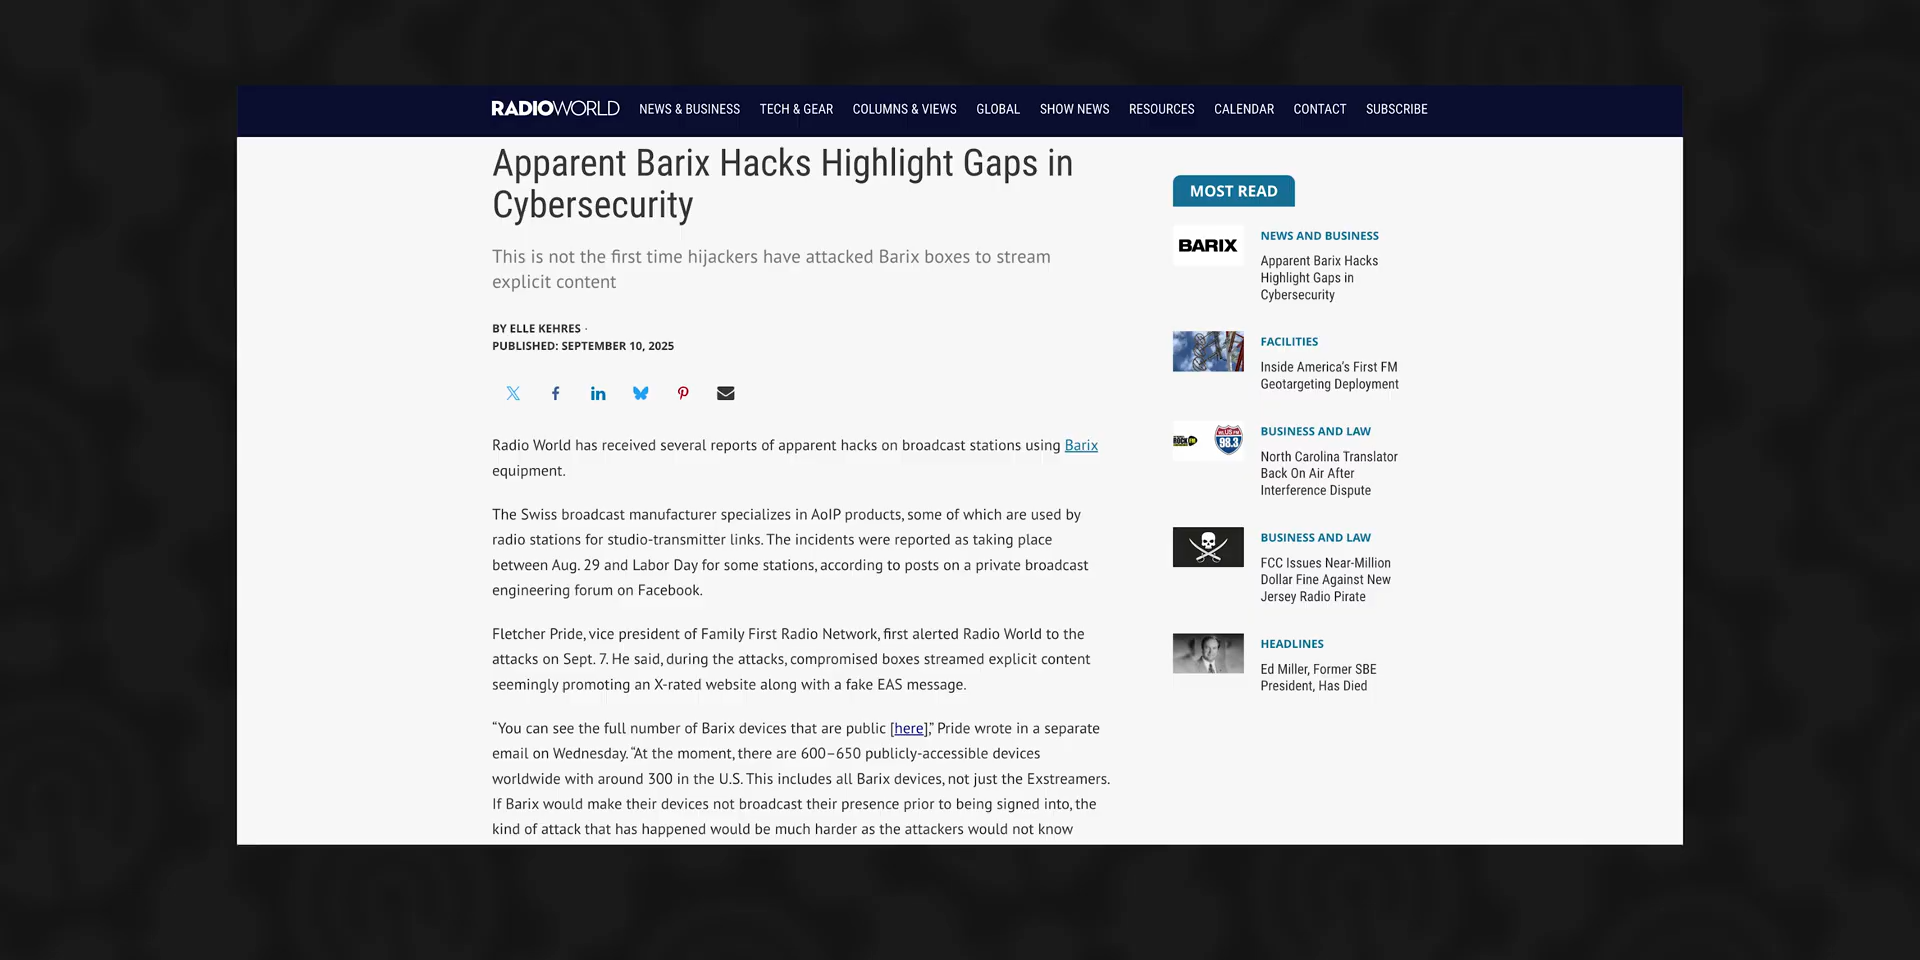 RADIOWORLD NEWS & BUSINESS TECH & GEAR COLUMNS & VIEWS GLOBAL SHOW NEWS RESOURCES CALENDAR CONTACT SUBSCRIBE
Apparent Barix Hacks Highlight Gaps in
Cybersecurity
This is not the first time hijackers have attacked Barix boxes to stream
explicit content
BY ELLE KEHRES ·
PUBLISHED: SEPTEMBER 10, 2025
Radio World has received several reports of apparent hacks on broadcast stations using Barix
equipment.
The Swiss broadcast manufacturer specializes in AoIP products, some of which are used by
radio stations for studio-transmitter links. The incidents were reported as taking place
between Aug. 29 and Labor Day for some stations, according to posts on a private broadcast
engineering forum on Facebook.
Fletcher Pride, vice president of Family First Radio Network, first alerted Radio World to the
attacks on Sept. 7. He said, during the attacks, compromised boxes streamed explicit content
seemingly promoting an X-rated website along with a fake EAS message.
“You can see the full number of Barix devices that are public [here],” Pride wrote in a separate
email on Wednesday. “At the moment, there are 600–650 publicly-accessible devices
worldwide with around 300 in the U.S. This includes all Barix devices, not just the Exstreamers.
If Barix would make their devices not broadcast their presence prior to being signed into, the
kind of attack that has happened would be much harder as the attackers would not know
MOST READ
BARIX
NEWS AND BUSINESS
Apparent Barix Hacks
Highlight Gaps in
Cybersecurity
FACILITIES
Inside America’s First FM
Geotargeting Deployment
ROCK
98.3
BUSINESS AND LAW
North Carolina Translator
Back On Air After
Interference Dispute
BUSINESS AND LAW
FCC Issues Near-Million
Dollar Fine Against New
Jersey Radio Pirate
HEADLINES
Ed Miller, Former SBE
President, Has Died